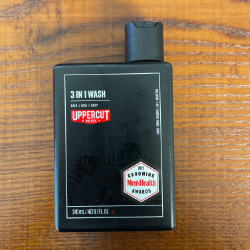 3 IN 1 WASH
HAIR | FACE | BODY
UPPERCUT
DELUXE
GROOMING
Men'sHealth
AWARDS
240 mL / NET 8.1 FL. OZ.